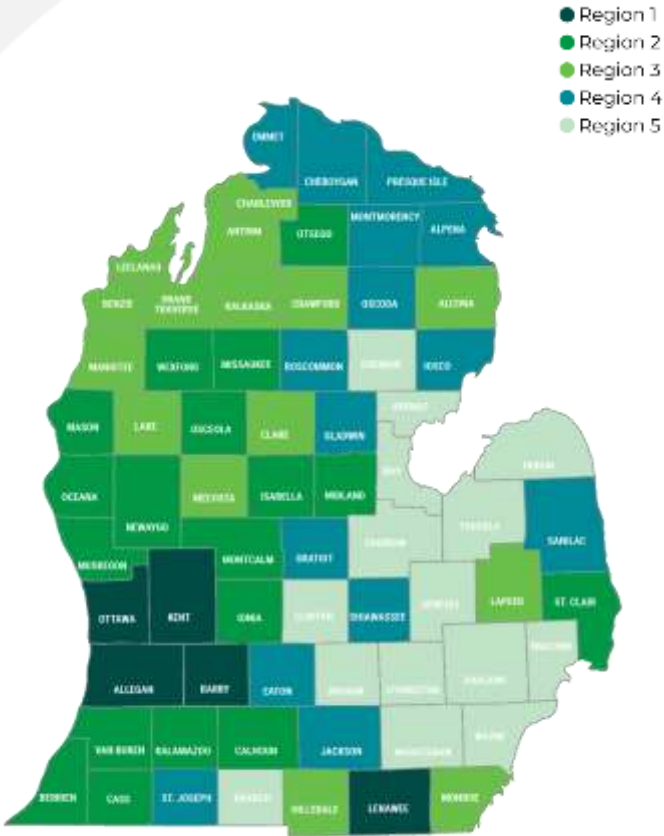 Region 1
Region 2
Region 3
Region 4
Region 5
EMMET
CHEBOYGAN
PRESQUE ISLE
CHARLEVOIX
ANTRIM
OTSEGO
MONTMORENCY
ALPENA
LEELANAU
BENZIE
GRAND
TRAVERSE
KALKASKA
CRAWFORD
OSCODA
ALCONA
MANISTEE
WEXFORD
MISSAUKEE
ROSCOMMON
IOSCO
MASON
LAKE
OSCEOLA
CLARE
GLADWIN
OCEANA
NEWAYGO
MECOSTA
ISABELLA
MIDLAND
MUSKEGON
MONTCALM
GRATIOT
SANILAC
OTTAWA
KENT
IONIA
CLINTON
SHIAWASSEE
LAPEER
ST. CLAIR
ALLEGAN
BARRY
EATON
VAN BUREN
KALAMAZOO
CALHOUN
JACKSON
WAYNE
BERRIEN
CASS
ST. JOSEPH
HILLSDALE
LENAWEE
MONROE